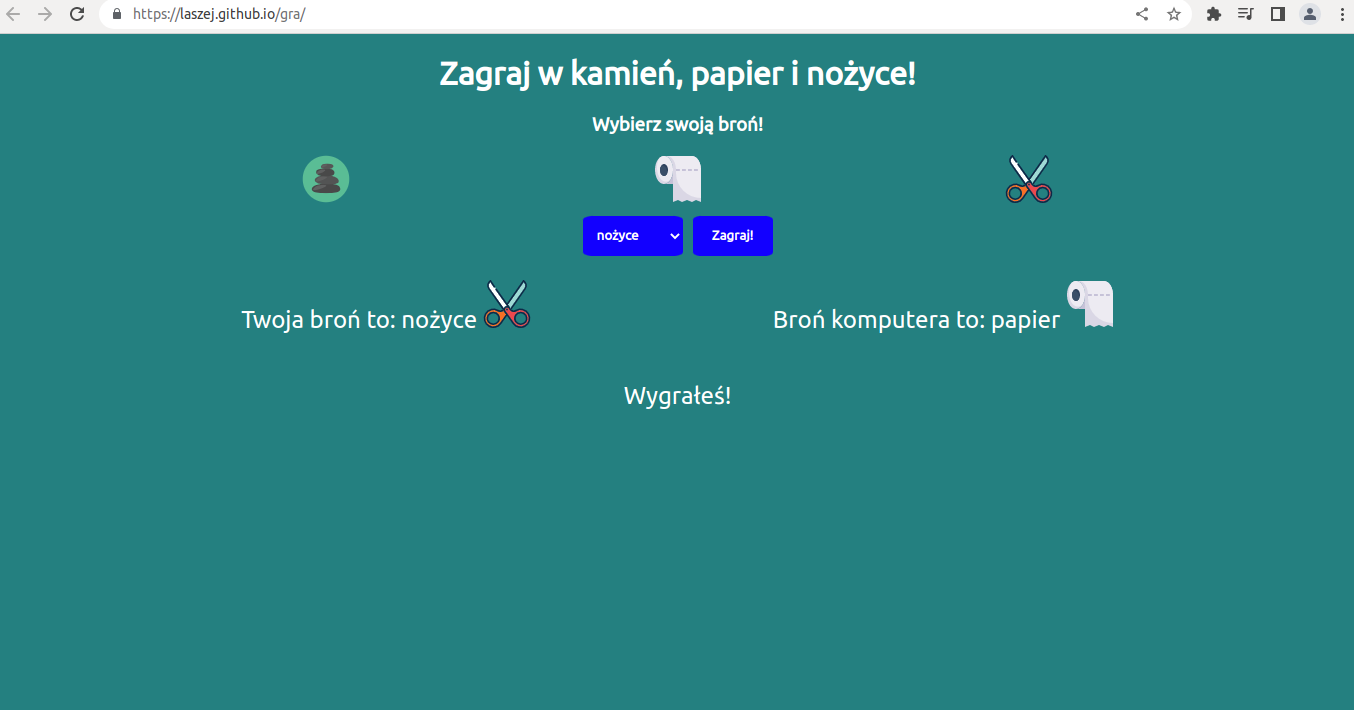 https://laszej.github.io/gra/
Zagraj w kamień, papier i nożyce!
Wybierz swoją broń!
nożyce
Zagraj!
Twoja broń to: nożyce
Broń komputera to: papier
Wygrałeś!